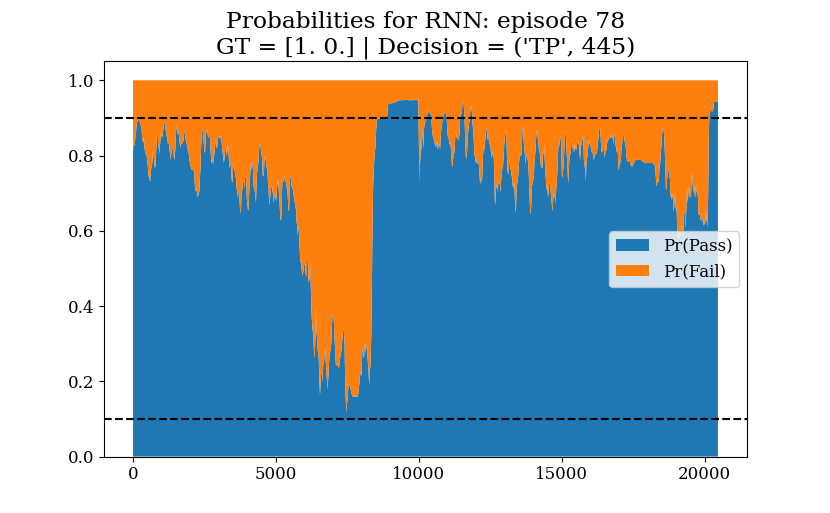 Probabilities for RNN: episode 78
GT = [1. 0.] | Decision = ('TP', 445)
1.0
0.8
0.6
0.4
0.2
0.0
Pr(Pass)
Pr(Fail)
0 5000 10000 15000 20000